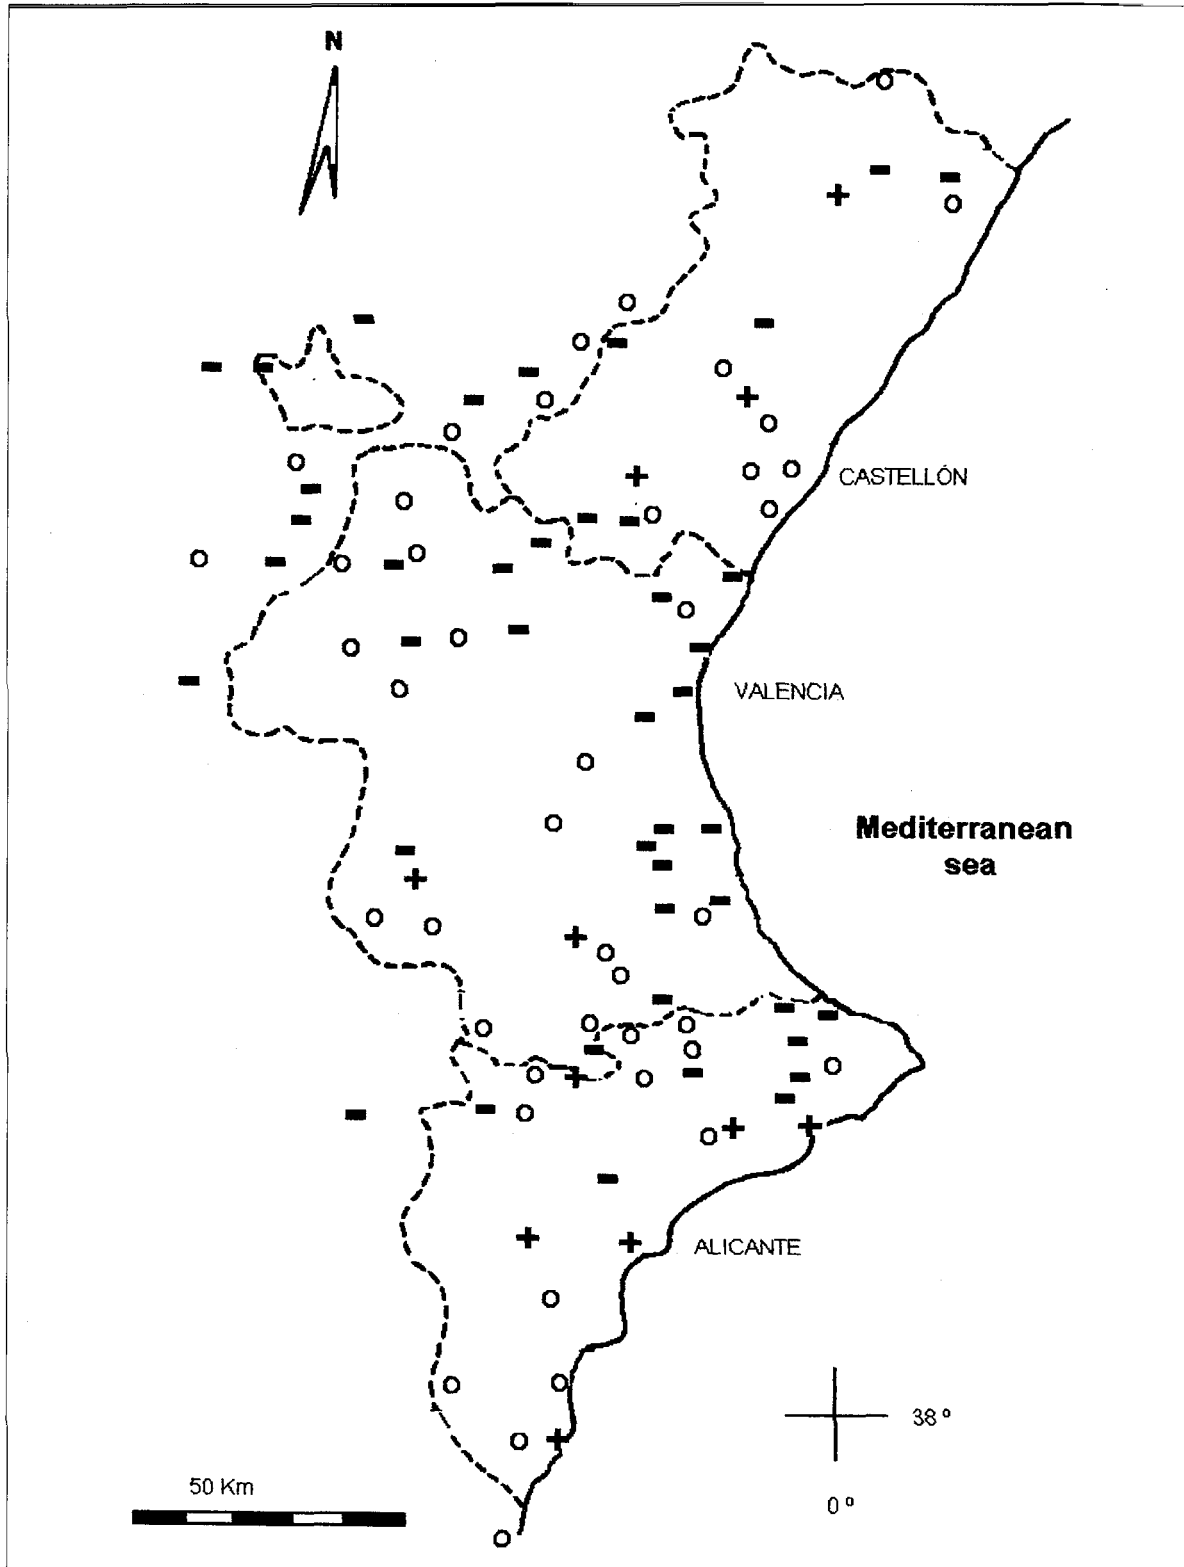 N
CASTELLÓN
VALENCIA
Mediterranean
sea
ALICANTE
38 º
50 Km
0 º